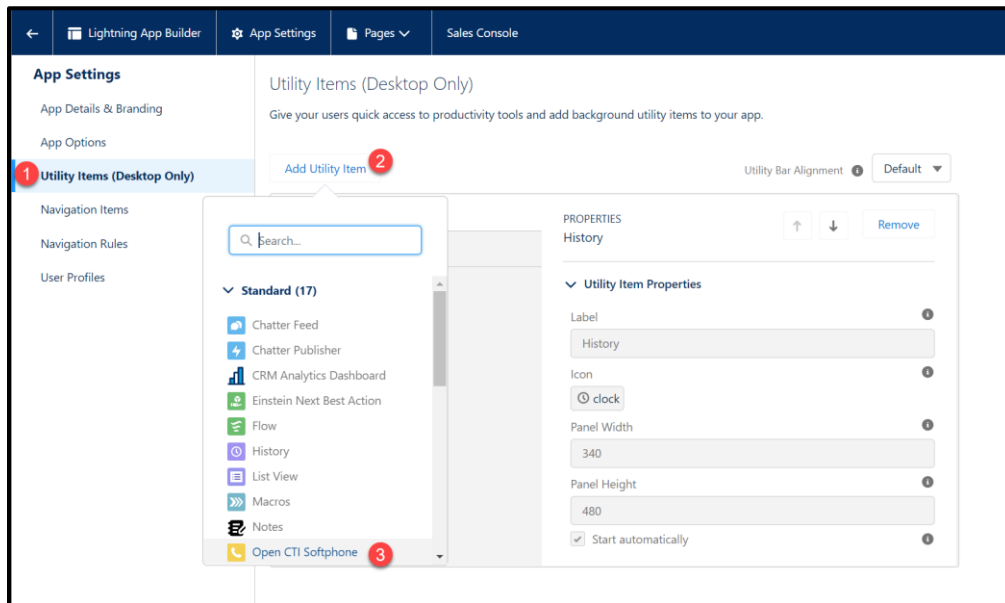 Lightning App Builder
App Settings
Pages
Sales Console
App Settings
App Details & Branding
App Options
1
Utility Items (Desktop Only)
Navigation Items
Navigation Rules
User Profiles
Utility Items (Desktop Only)
Give your users quick access to productivity tools and add background utility items to your app.
Add Utility Item
2
Utility Bar Alignment
Default
Search...
Standard (17)
Chatter Feed
Chatter Publisher
CRM Analytics Dashboard
Einstein Next Best Action
Flow
History
List View
Macros
Notes
Open CTI Softphone
3
PROPERTIES
History
Remove
Utility Item Properties
Label
History
Icon
clock
Panel Width
340
Panel Height
480
Start automatically